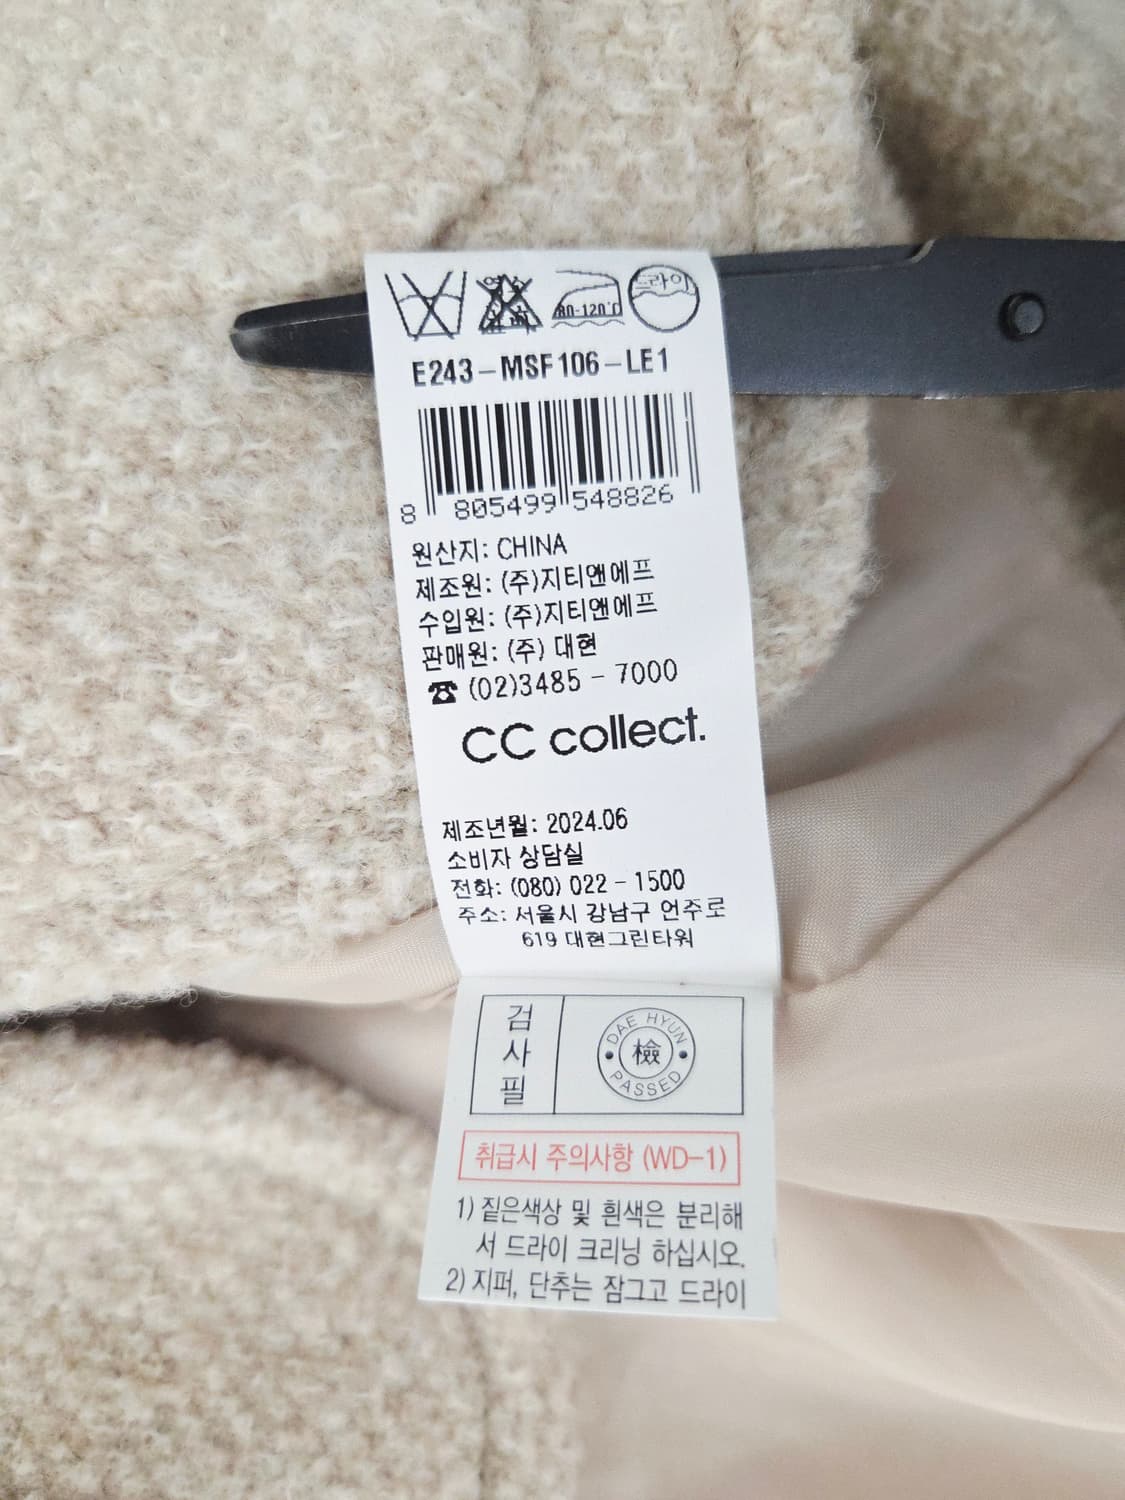 드라이
80-120℃
E243-MSF106-LE1
8 805499 548826
원산지: CHINA
제조원: (주)지티앤에프
수입원: (주)지티앤에프
판매원: (주) 대현
☎ (02)3485 - 7000
CC collect.
제조년월: 2024.06
소비자 상담실
전화: (080) 022 - 1500
주소: 서울시 강남구 언주로
619 대현그린타워
검사필
DAE HYUN
檢
PASSED
취급시 주의사항 (WD-1)
1) 짙은색상 및 흰색은 분리해
서 드라이 크리닝 하십시오.
2) 지퍼, 단추는 잠그고 드라이